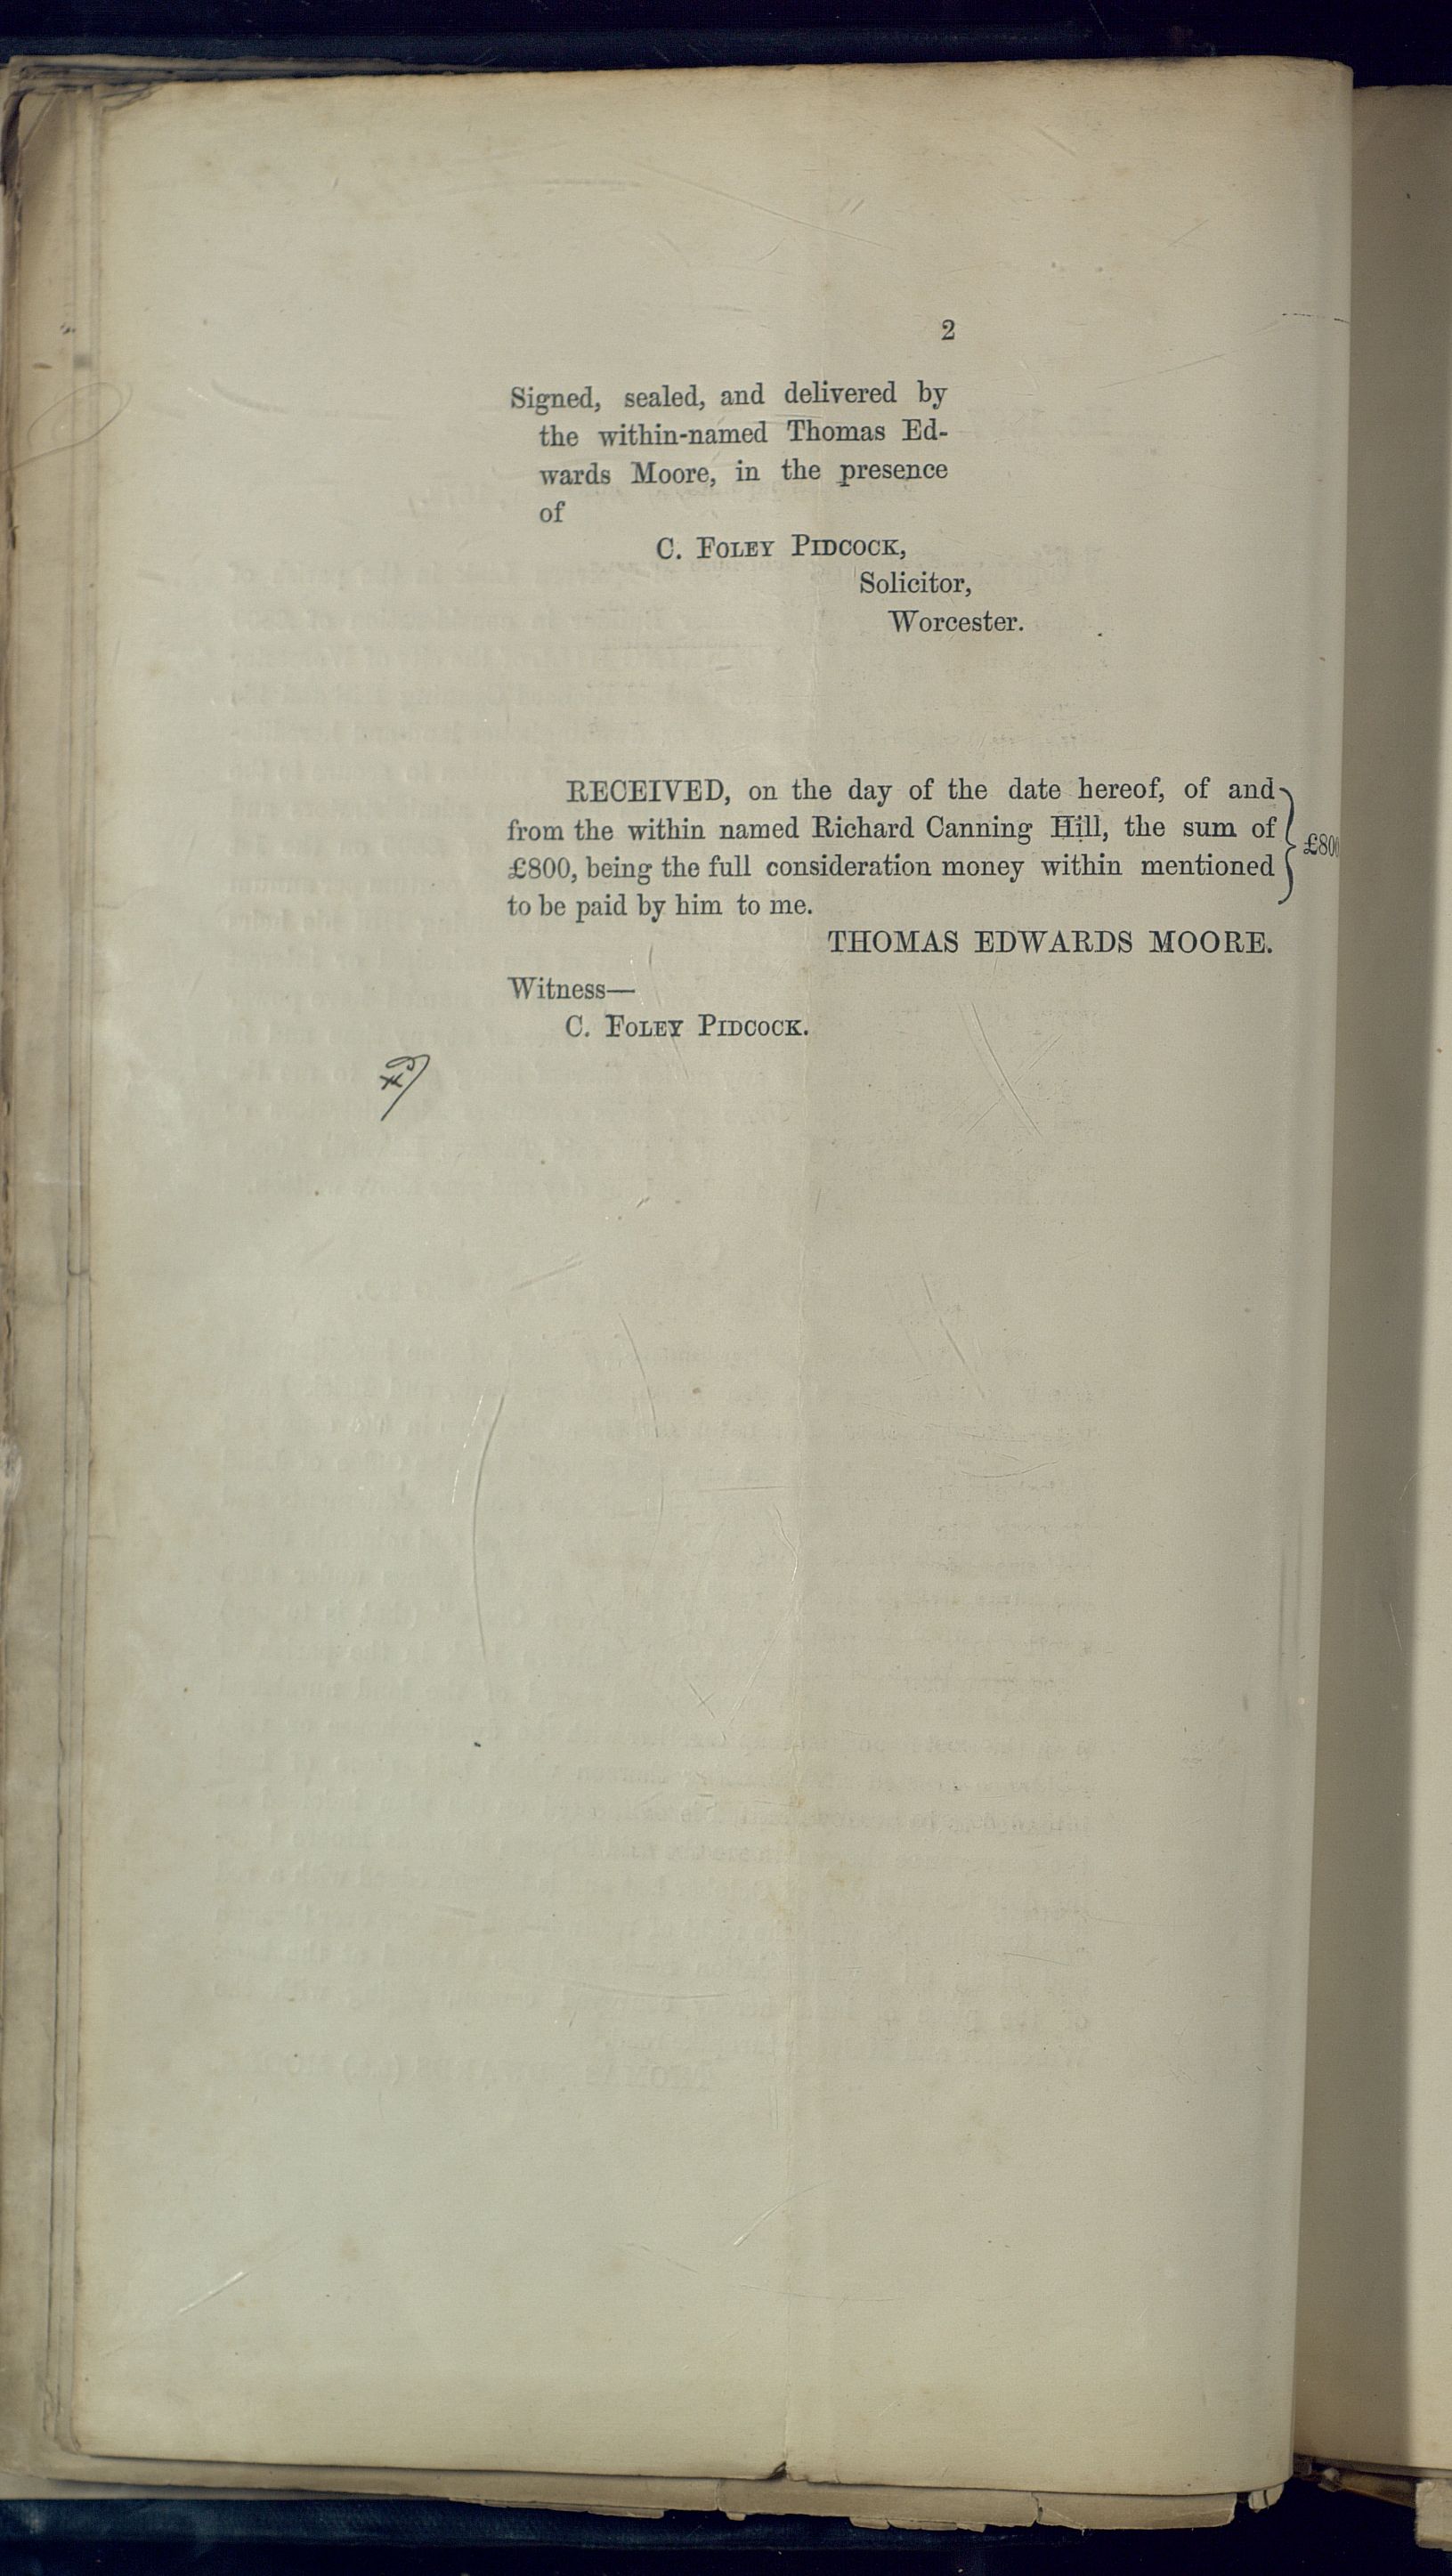 2
Signed, sealed, and delivered by
the within-named Thomas Ed-
wards Moore, in the presence
of
C. Foley Pidcock,
Solicitor,
Worcester.
RECEIVED, on the day of the date hereof, of and
from the within named Richard Canning Hill, the sum of
£800, being the full consideration money within mentioned
to be paid by him to me.
£800
THOMAS EDWARDS MOORE.
Witness—
C. Foley Pidcock.